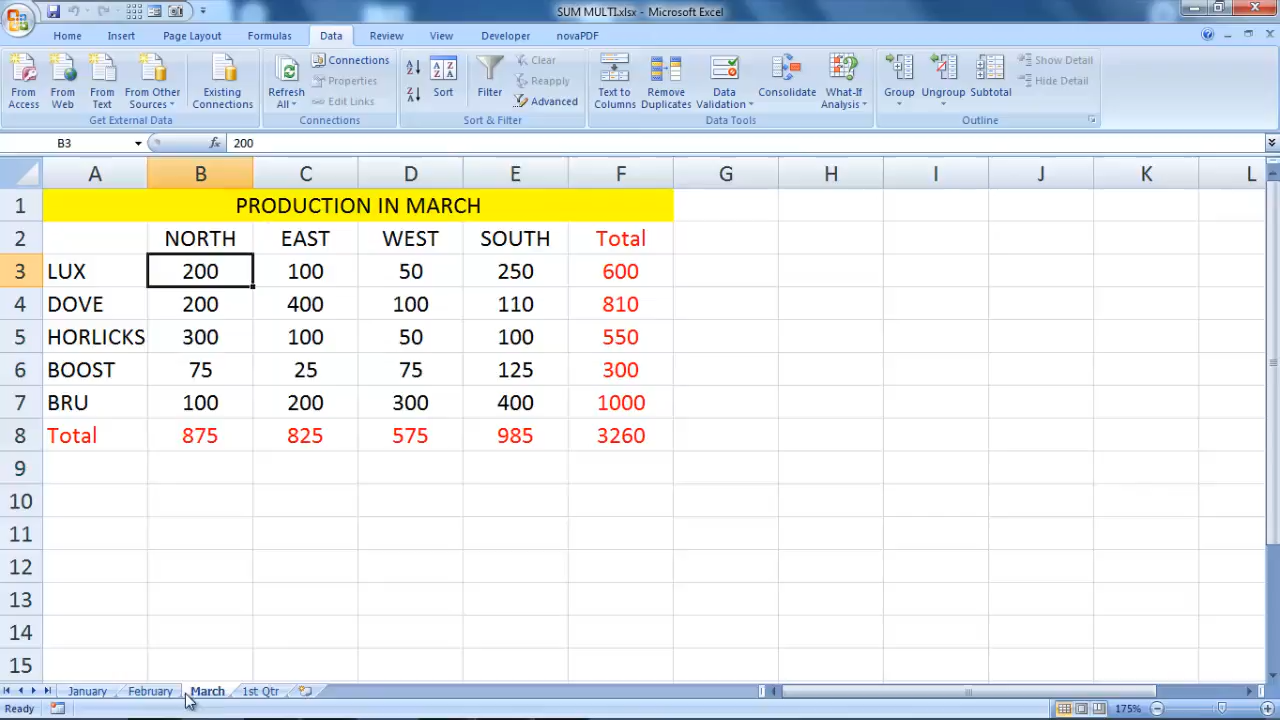 SUM MULTI.xlsx - Microsoft Excel
Home Insert Page Layout Formulas Data Review View Developer novaPDF
From Access
From Web
From Text
From Other Sources
Existing Connections
Get External Data
Refresh All
Connections
Properties
Edit Links
Connections
Sort
Filter
Clear
Reapply
Advanced
Sort & Filter
Text to Columns
Remove Duplicates
Data Validation
Consolidate
What-If Analysis
Data Tools
Group
Ungroup
Subtotal
Show Detail
Hide Detail
Outline
B3 fx 200
A B C D E F G H I J K L
1 PRODUCTION IN MARCH
2 NORTH EAST WEST SOUTH Total
3 LUX 200 100 50 250 600
4 DOVE 200 400 100 110 810
5 HORLICKS 300 100 50 100 550
6 BOOST 75 25 75 125 300
7 BRU 100 200 300 400 1000
8 Total 875 825 575 985 3260
9
10
11
12
13
14
15
January February March 1st Qtr
Ready 175%